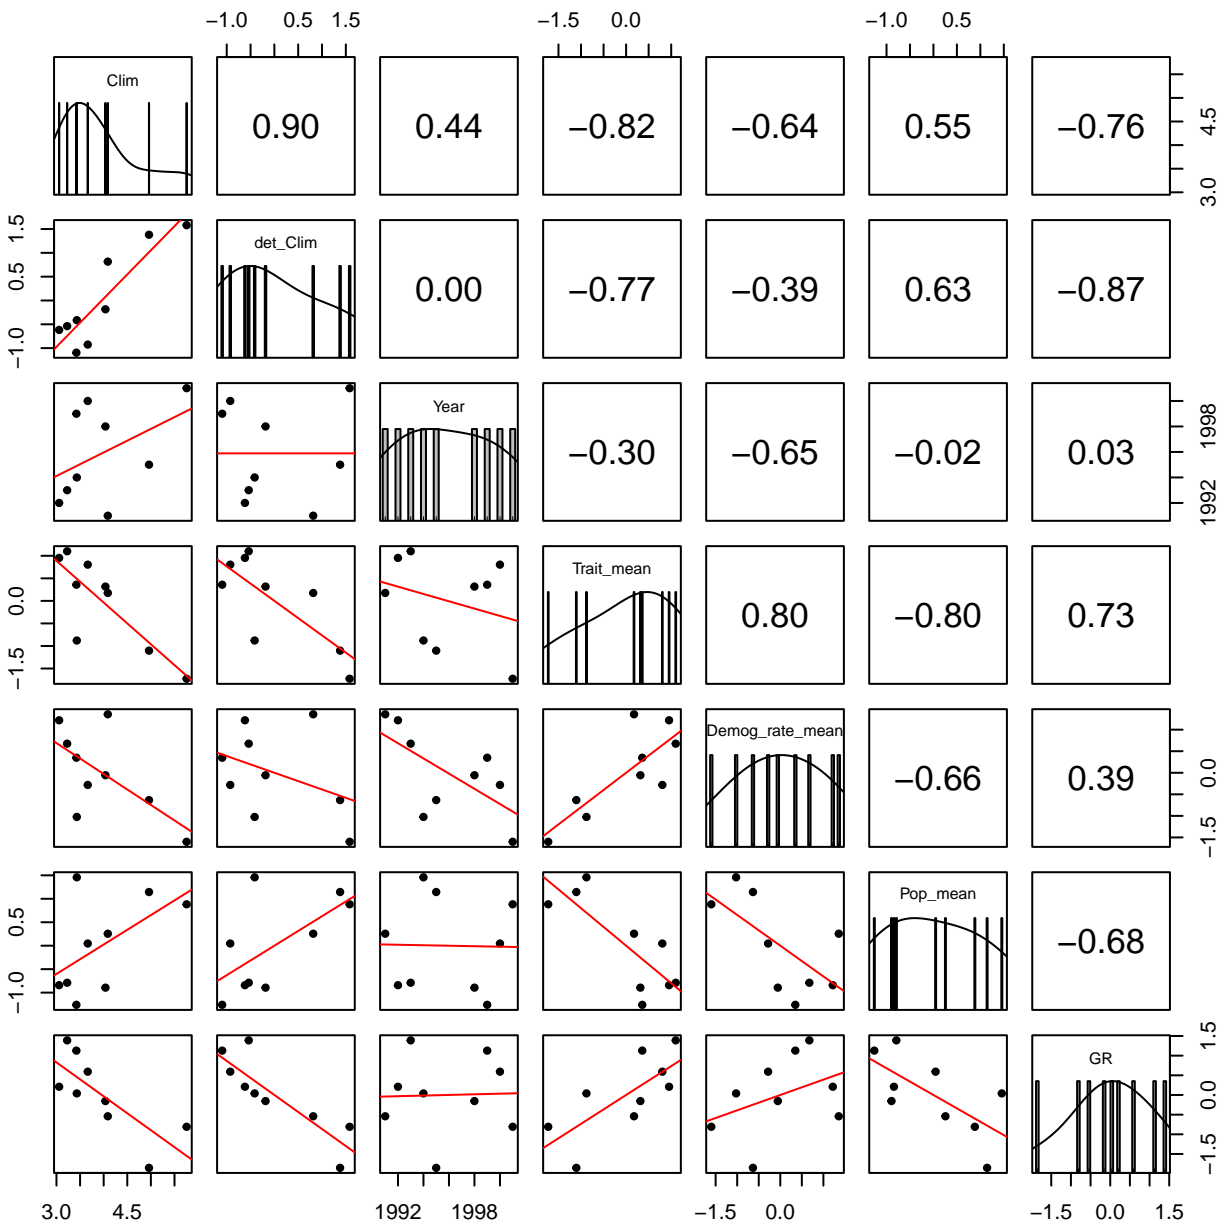 −1.0 0.5 1.5 −1.5 0.0 −1.0 0.5
Clim 0.90 0.44 −0.82 −0.64 0.55 −0.76 3.0 4.5
−1.0 0.5 1.5 det_Clim 0.00 −0.77 −0.39 0.63 −0.87
Year −0.30 −0.65 −0.02 0.03 1992 1998
−1.5 0.0 Trait_mean 0.80 −0.80 0.73
Demog_rate_mean −0.66 0.39 −1.5 0.0
−1.0 0.5 Pop_mean −0.68
GR −1.5 0.0 1.5
3.0 4.5 1992 1998 −1.5 0.0 −1.5 0.0 1.5